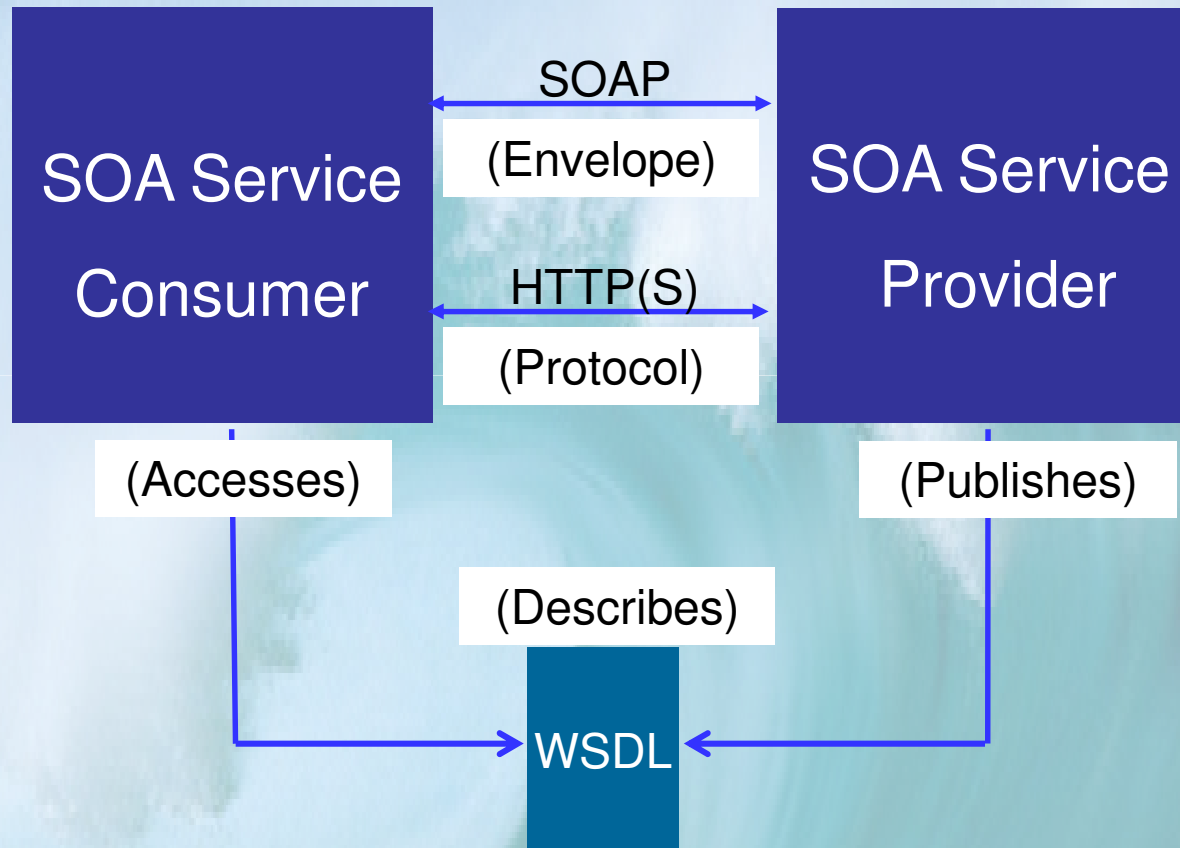 SOA Service
Consumer
SOAP
(Envelope)
HTTP(S)
(Protocol)
SOA Service
Provider
(Accesses)
(Publishes)
(Describes)
WSDL